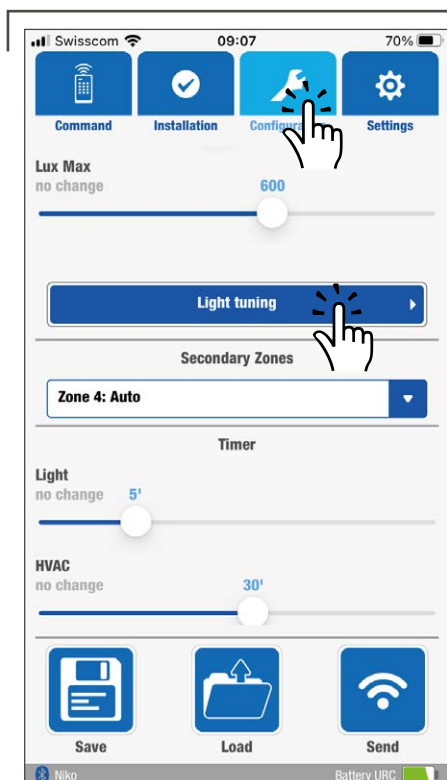 Swisscom 09:07 70%
Command Installation Configuration Settings
Lux Max
no change 600
Light tuning
Secondary Zones
Zone 4: Auto
Timer
Light
no change 5'
HVAC
no change 30'
Save Load Send
Niko Battery URC